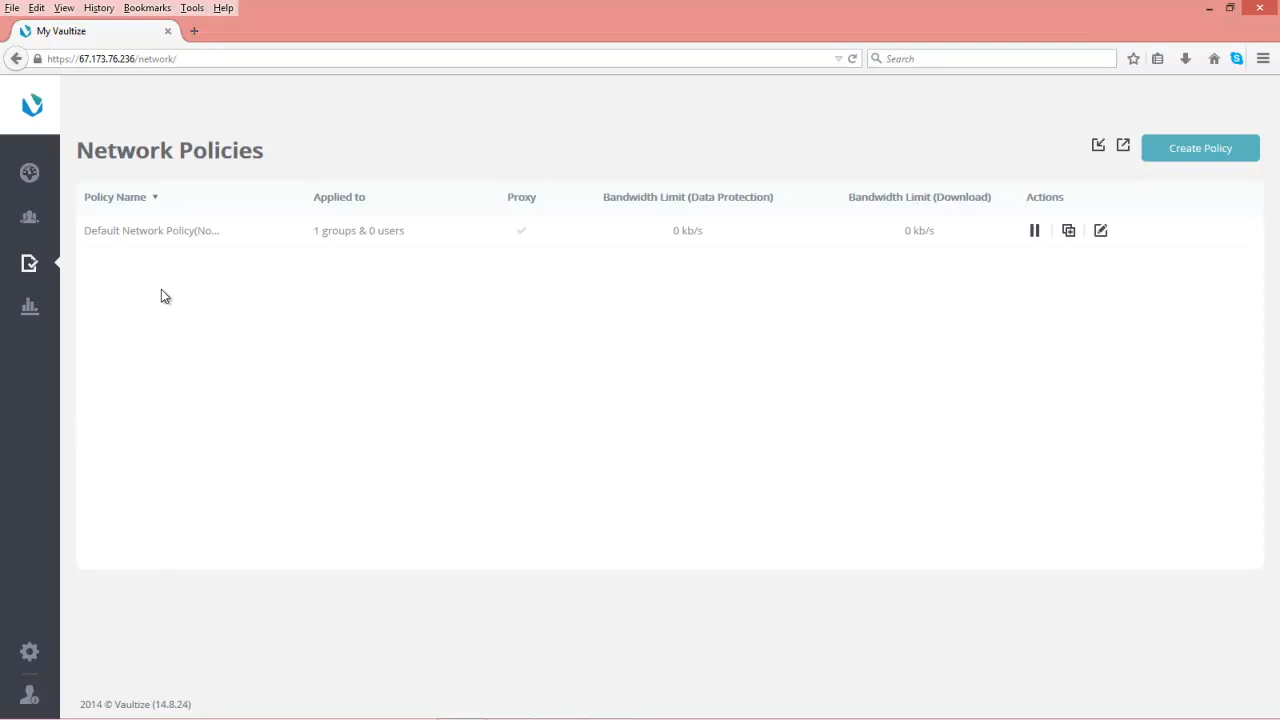 File Edit View History Bookmarks Tools Help
My Vaultize
https://67.173.76.236/network/
Search
Network Policies
Create Policy
Policy Name Applied to Proxy Bandwidth Limit (Data Protection) Bandwidth Limit (Download) Actions
Default Network Policy(No... 1 groups & 0 users 0 kb/s 0 kb/s
2014 © Vaultize (14.8.24)